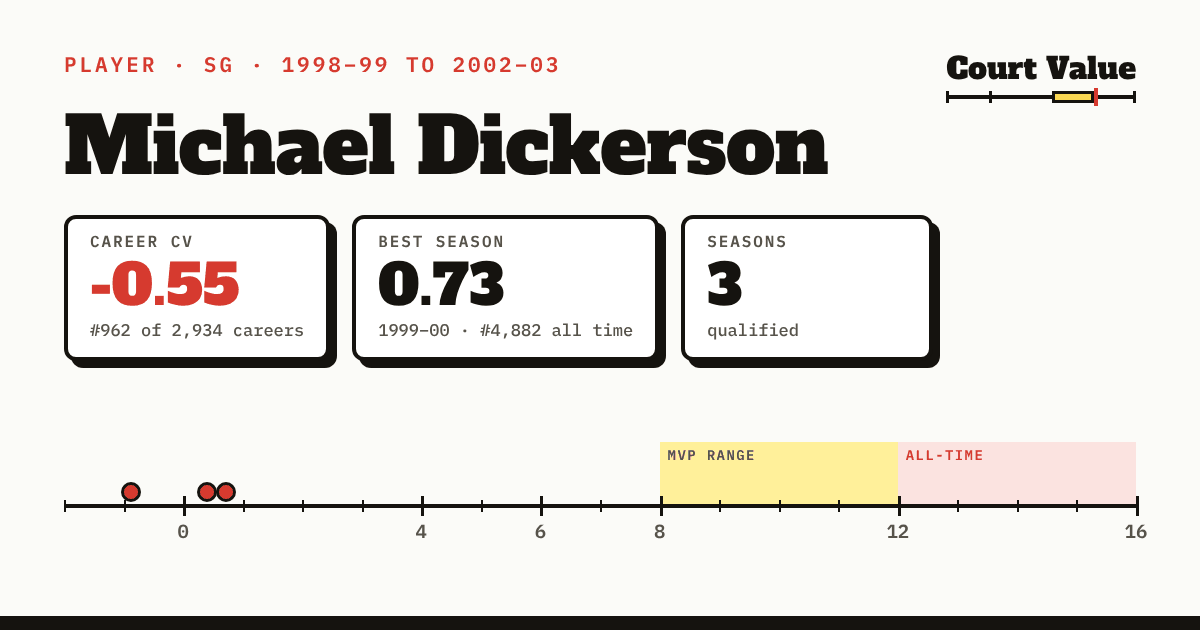 PLAYER · SG · 1998–99 TO 2002–03
Court Value
Michael Dickerson
CAREER CV
-0.55
#962 of 2,934 careers
BEST SEASON
0.73
1999–00 · #4,882 all time
SEASONS
3
qualified
MVP RANGE
ALL-TIME
0
4
6
8
12
16